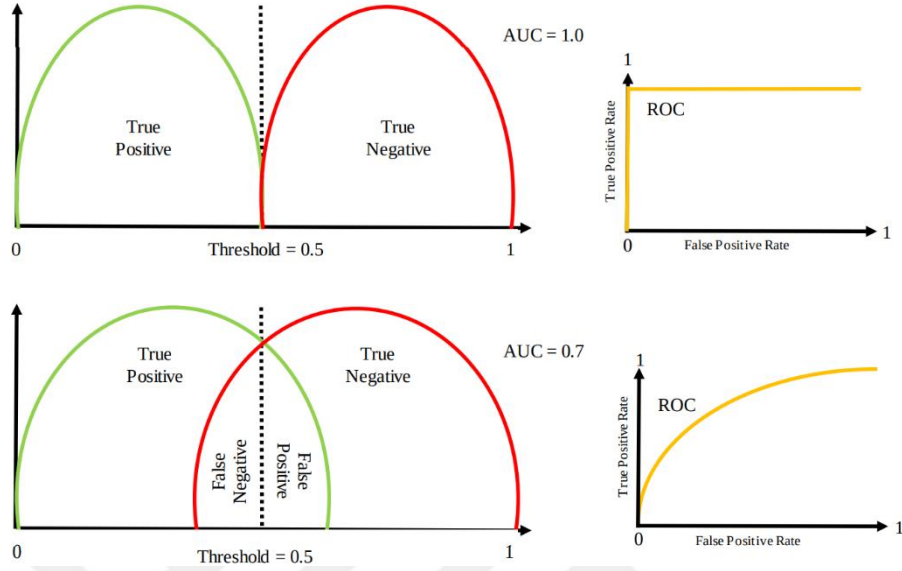 AUC = 1.0
True
Positive
True
Negative
0
Threshold = 0.5
1
1
ROC
True Positive Rate
0
False Positive Rate
1
AUC = 0.7
True
Positive
True
Negative
False
Negative
False
Positive
0
Threshold = 0.5
1
1
ROC
True Positive Rate
0
False Positive Rate
1